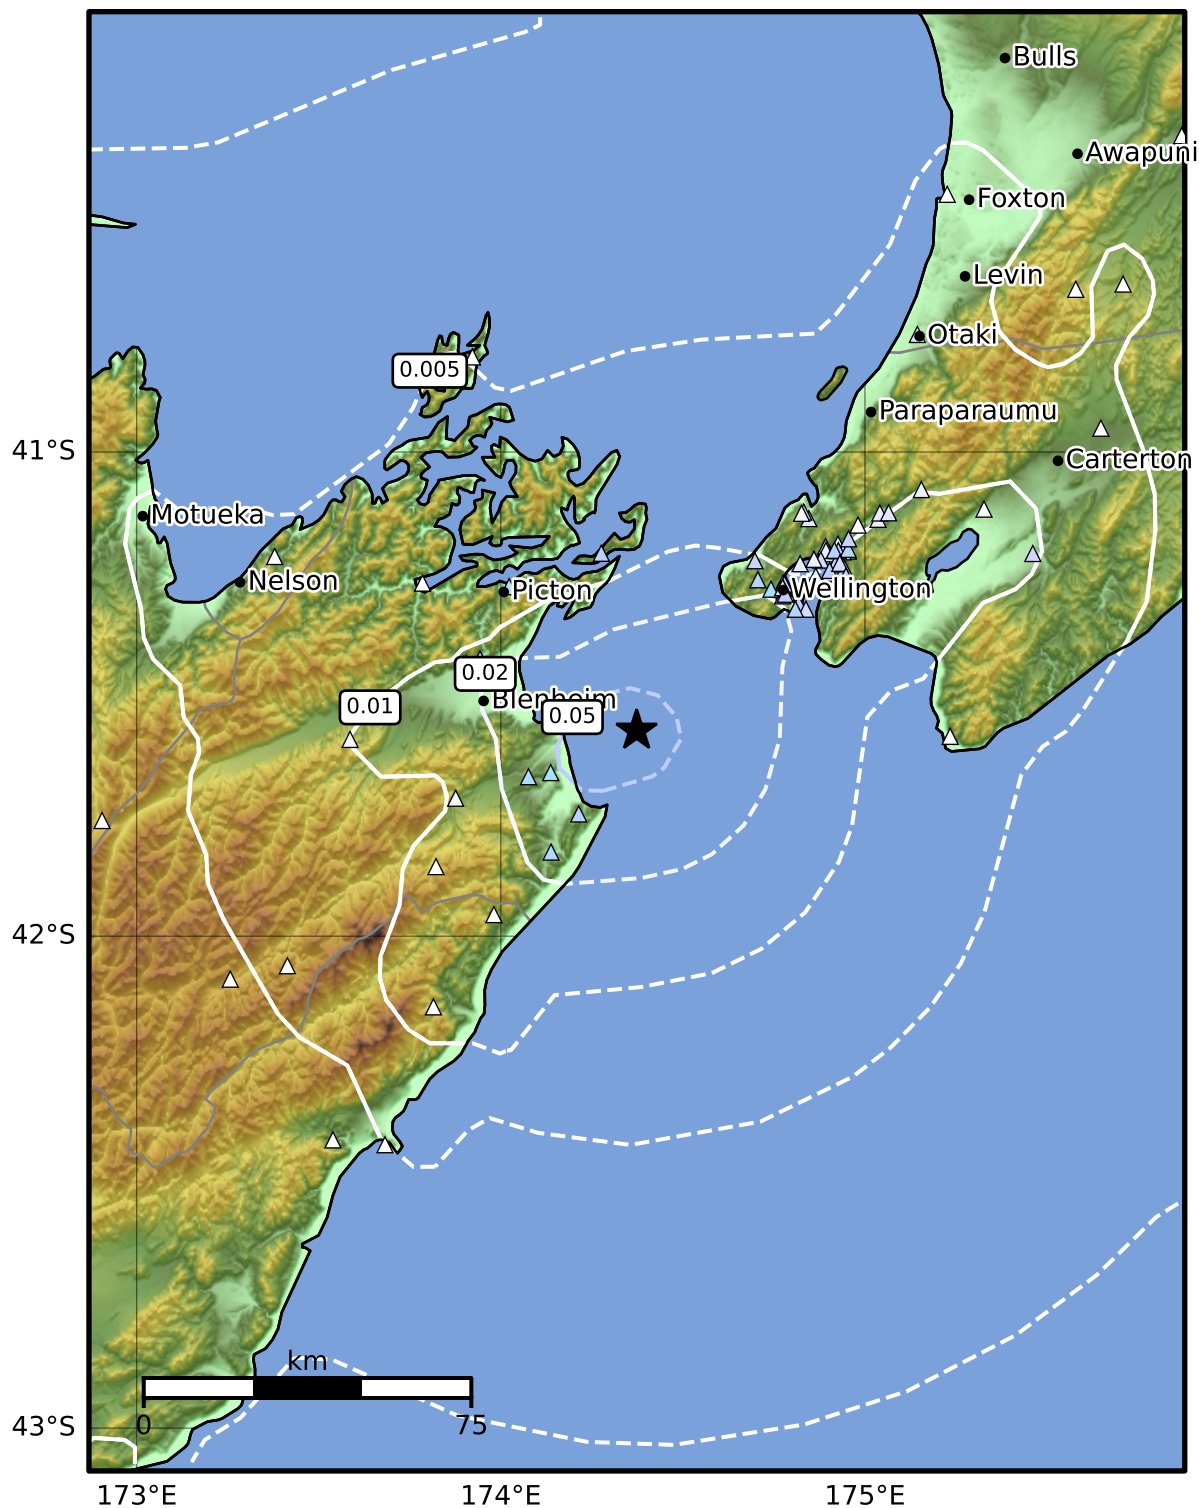 Bulls
Awapuni
Foxton
Levin
Otaki
0.005
Paraparaumu
41°S
Carterton
Motueka
Nelson
Picton
Wellington
0.02
Blenheim
0.01
0.05
42°S
km
0
75
43°S
173°E
174°E
175°E